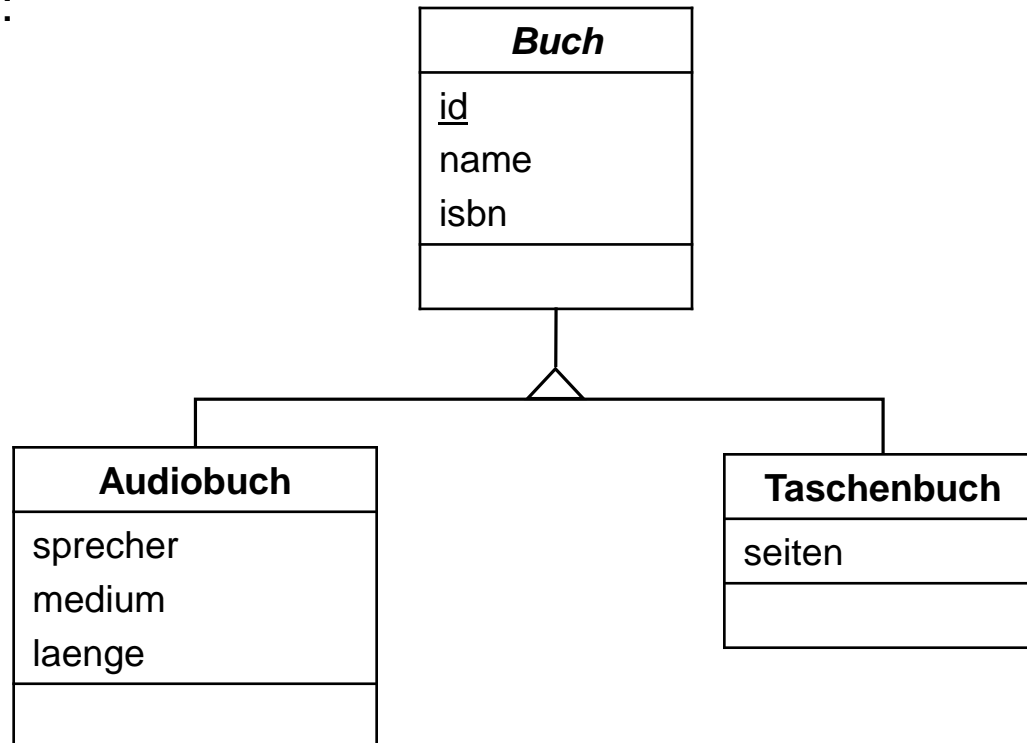 :
Buch
id
name
isbn
Audiobuch
sprecher
medium
laenge
Taschenbuch
seiten